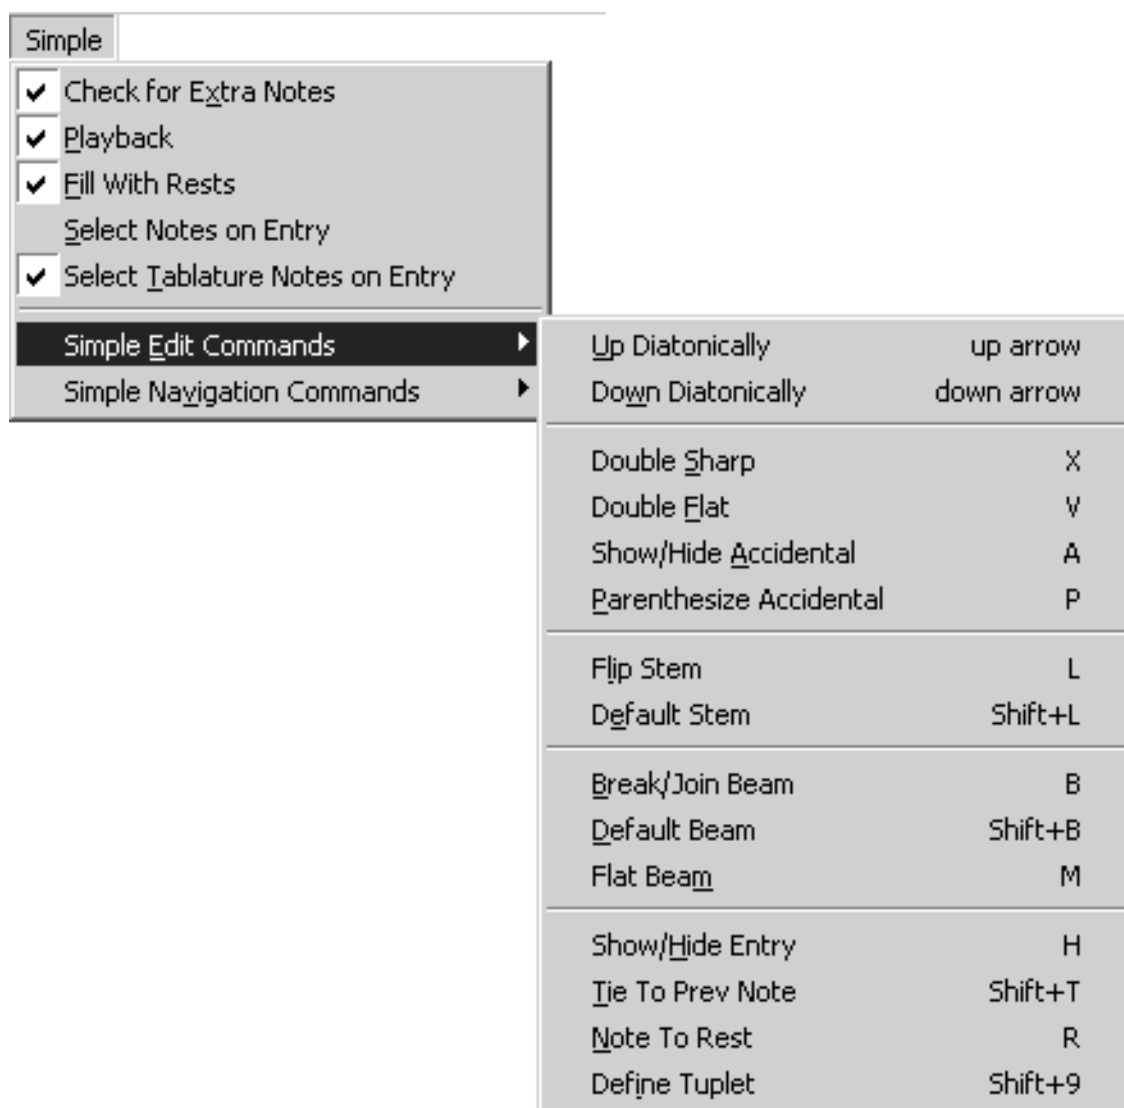 Simple
Check for Extra Notes
Playback
Fill With Rests
Select Notes on Entry
Select Tablature Notes on Entry
Simple Edit Commands
Simple Navigation Commands
Up Diatonically up arrow
Down Diatonically down arrow
Double Sharp X
Double Flat V
Show/Hide Accidental A
Parenthesize Accidental P
Flip Stem L
Default Stem Shift+L
Break/Join Beam B
Default Beam Shift+B
Flat Beam M
Show/Hide Entry H
Tie To Prev Note Shift+T
Note To Rest R
Define Tuplet Shift+9